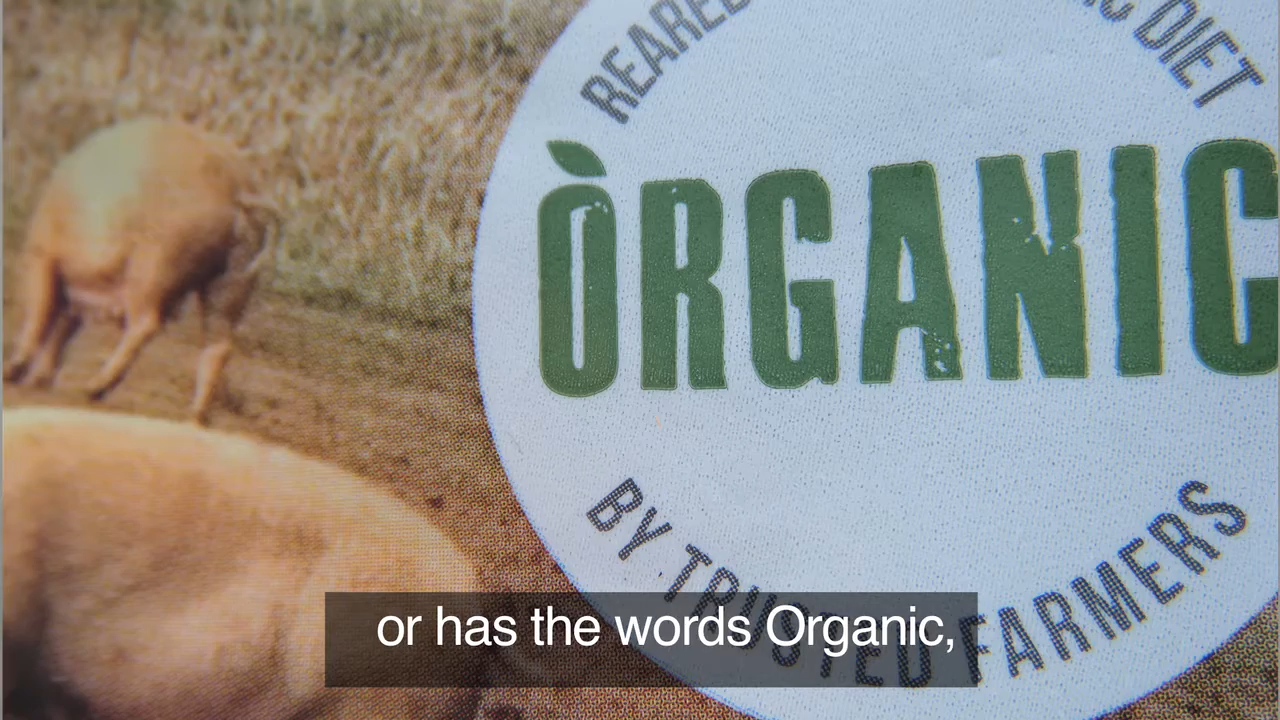 REARED
DIET
ORGANIC
BY TRUSTED FARMERS
or has the words Organic,